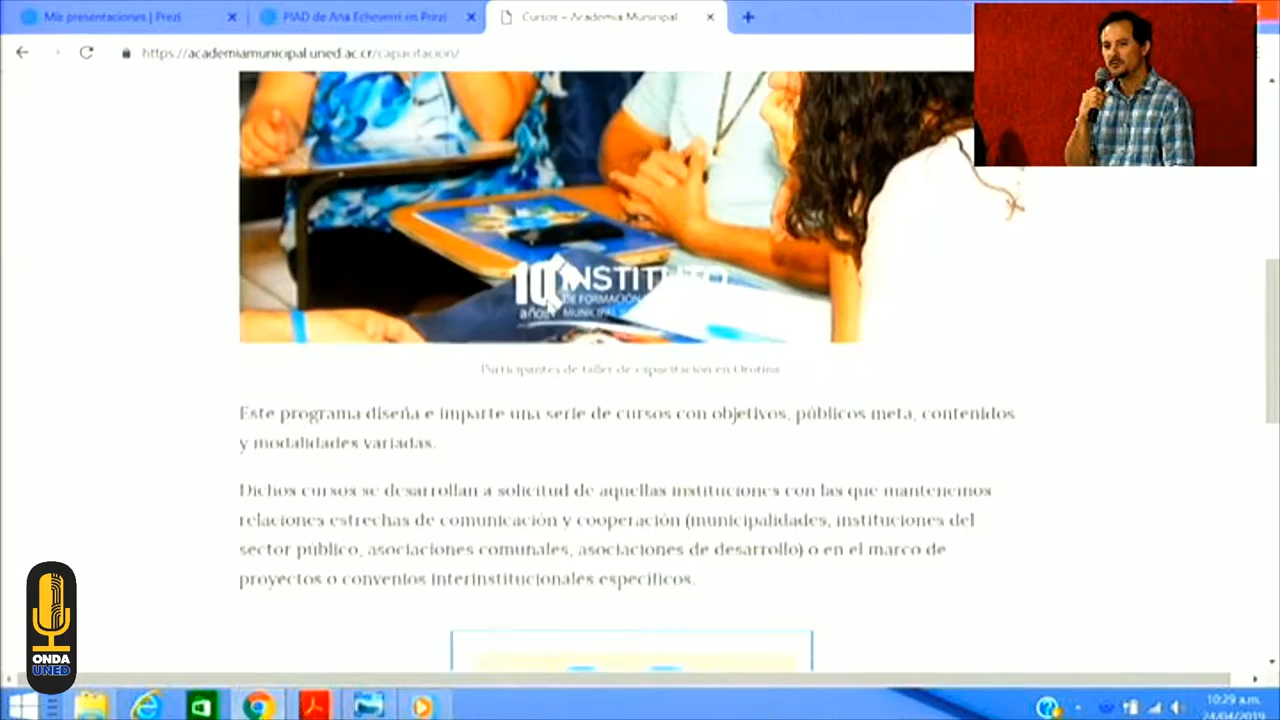 Mis presentaciones | Prezi
PIAD de Ana Echeverri en Prezi
Cursos – Academia Municipal
https://academiamunicipal.uned.ac.cr/capacitacion/
10 años
INSTITUTO
DE FORMACIÓN
MUNICIPAL Y
Participantes de taller de capacitación en Orotina
Este programa diseña e imparte una serie de cursos con objetivos, públicos meta, contenidos
y modalidades variadas.
Dichos cursos se desarrollan a solicitud de aquellas instituciones con las que mantenemos
relaciones estrechas de comunicación y cooperación (municipalidades, instituciones del
sector público, asociaciones comunales, asociaciones de desarrollo) o en el marco de
proyectos o convenios interinstitucionales específicos.
ONDA
UNED
10:29 a.m.
24/04/2019